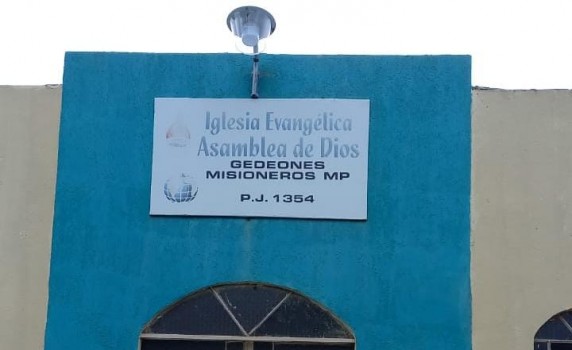 Iglesia Evangélica
Asamblea de Dios
GEDEONES
MISIONEROS MP
P.J. 1354